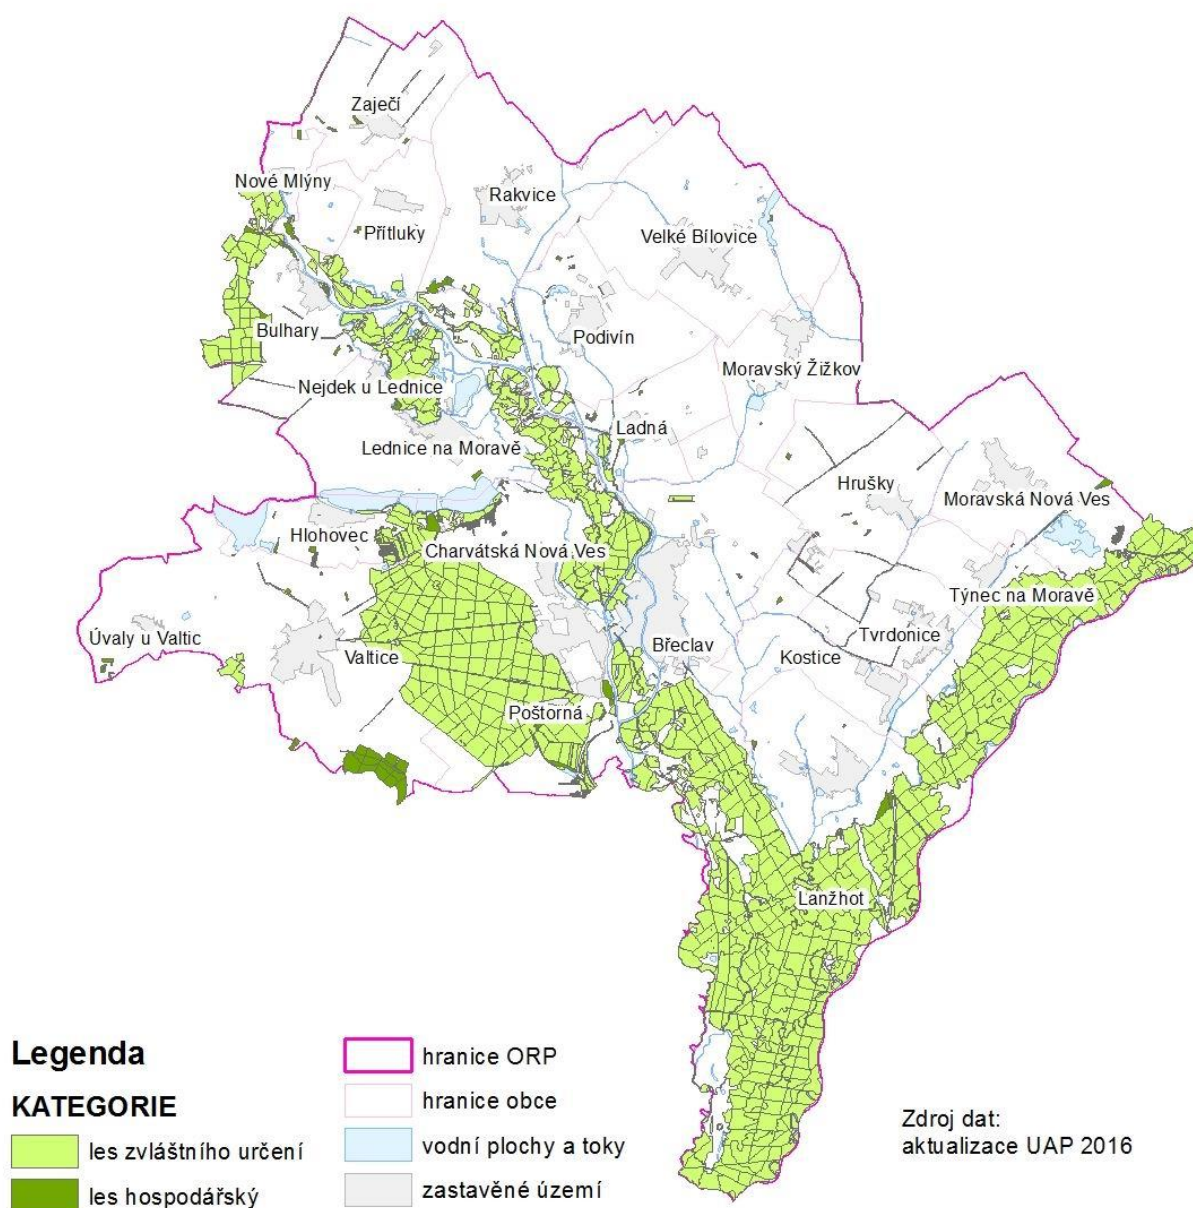 Zaječí
Nové Mlýny
Rakvice
Přítluky
Velké Bílovice
Bulhary
Podivín
Nejdek u Lednice
Moravský Žižkov
Ladná
Lednice na Moravě
Hrušky
Moravská Nová Ves
Hlohovec
Charvátská Nová Ves
Týnec na Moravě
Úvaly u Valtic
Valtice
Břeclav
Kostice
Tvrdonice
Poštorná
Lanžhot
Legenda
KATEGORIE
les zvláštního určení
les hospodářský
hranice ORP
hranice obce
vodní plochy a toky
zastavěné území
Zdroj dat:
aktualizace UAP 2016